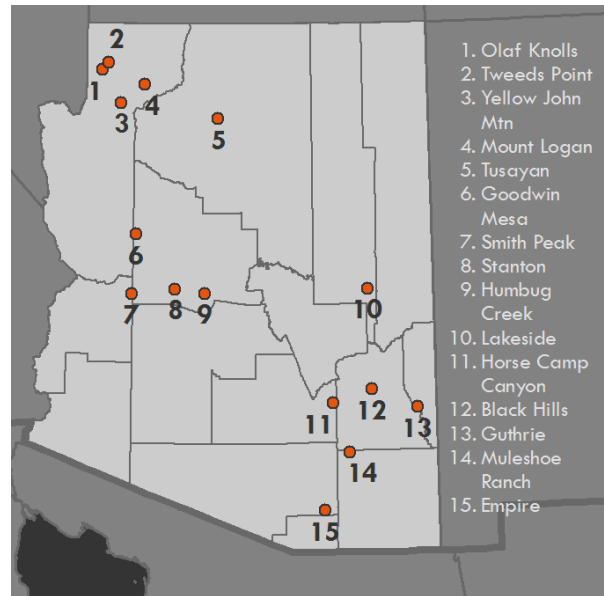 1. Olaf Knolls
2. Tweeds Point
3. Yellow John
Mtn
4. Mount Logan
5. Tusayan
6. Goodwin
Mesa
7. Smith Peak
8. Stanton
9. Humbug
Creek
10. Lakeside
11. Horse Camp
Canyon
12. Black Hills
13. Guthrie
14. Muleshoe
Ranch
15. Empire
2
1
3
4
5
6
7
8
9
10
11
12
13
14
15